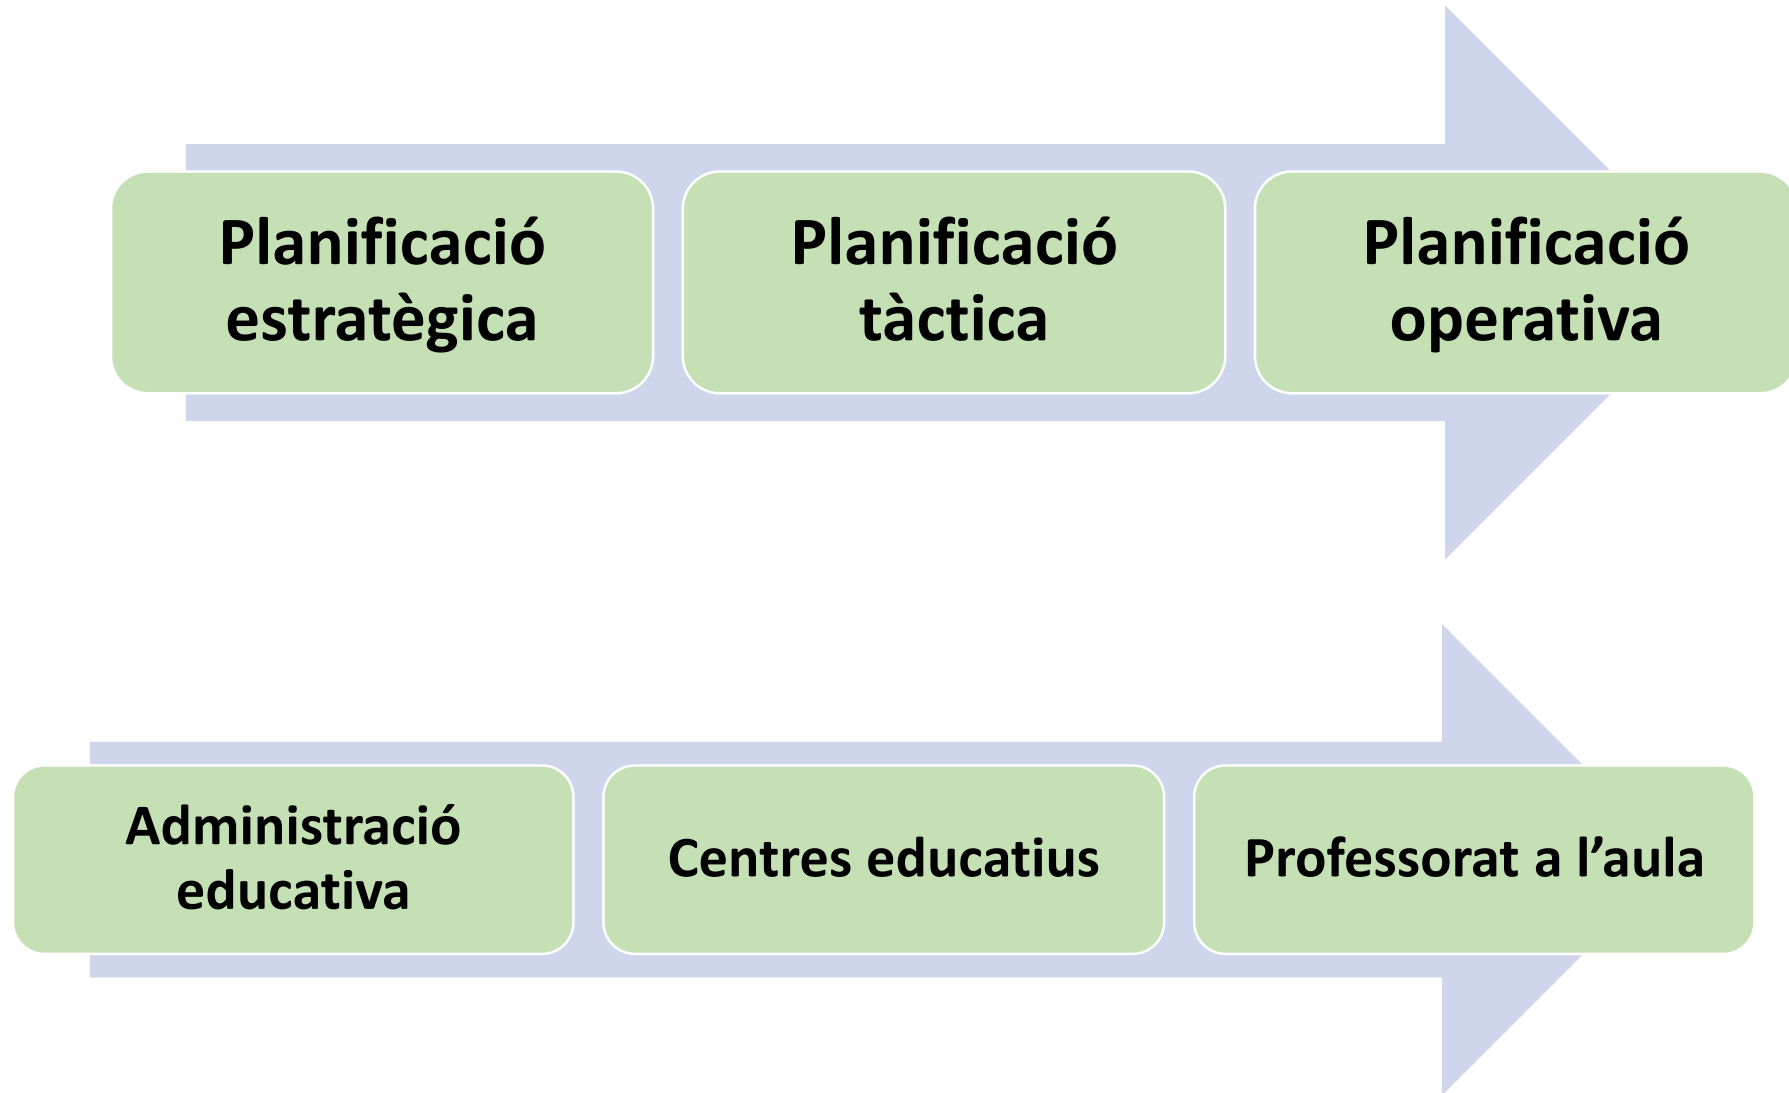 Planificació
estratègica
Planificació
tàctica
Planificació
operativa
Administració
educativa
Centres educatius
Professorat a l’aula